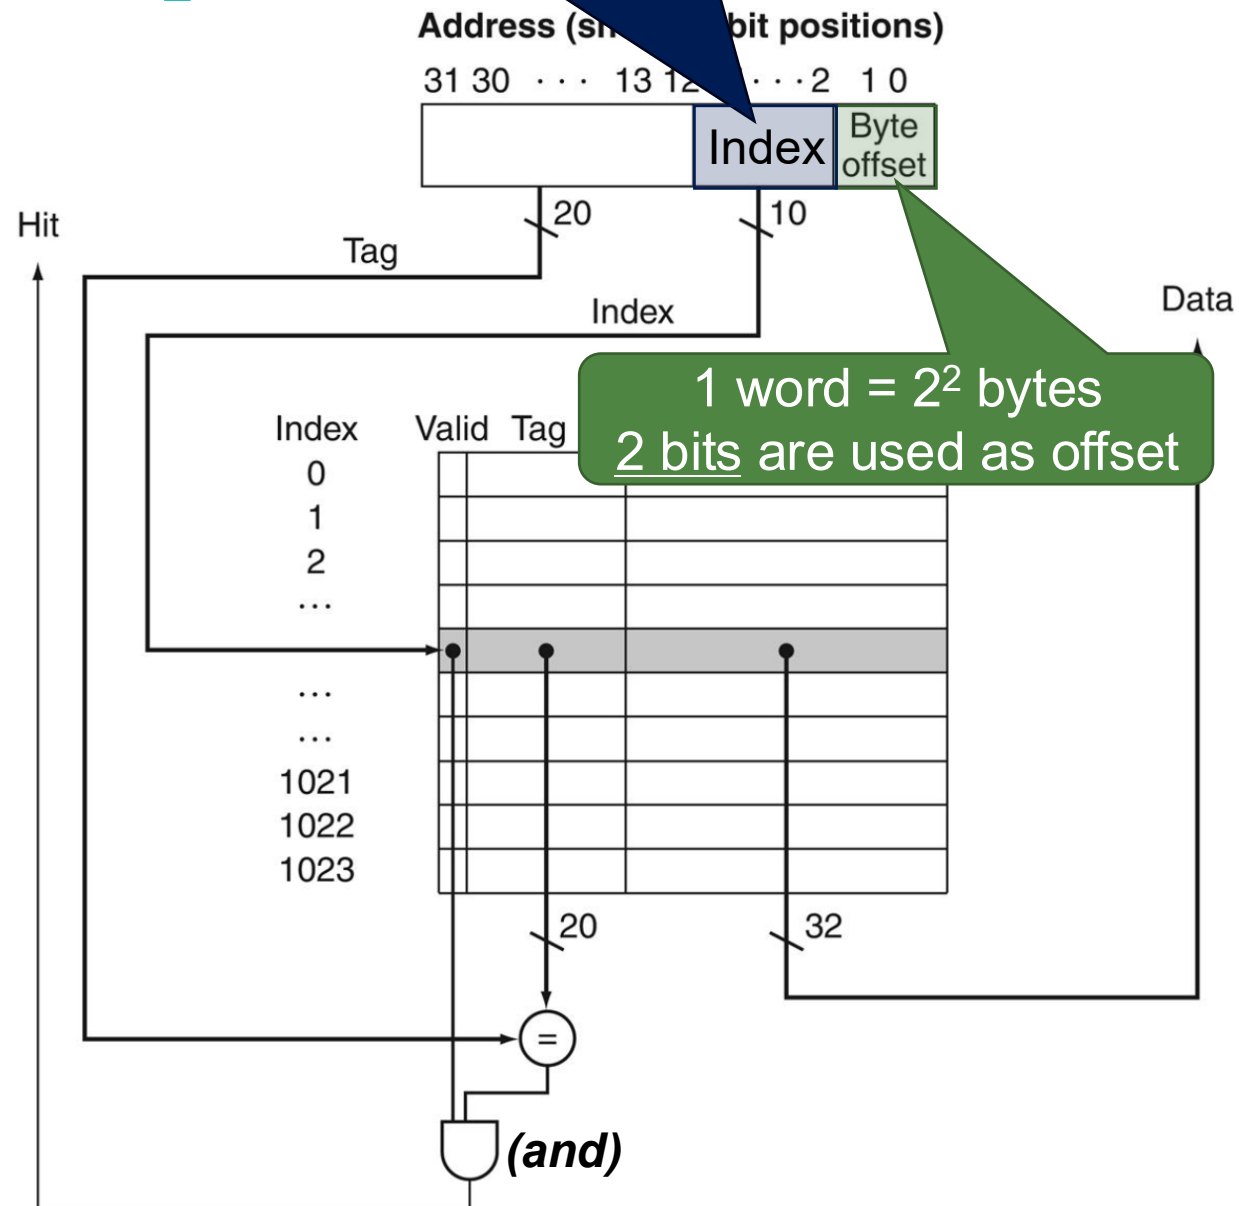 Address (s bit positions)
31 30 · · · 13 12 · · · 2 1 0
Index
Byte
offset
20
10
Hit
Tag
Index
Data
1 word = 2² bytes
2 bits are used as offset
Index Valid Tag
0
1
2
...
...
...
1021
1022
1023
20
32
=
(and)